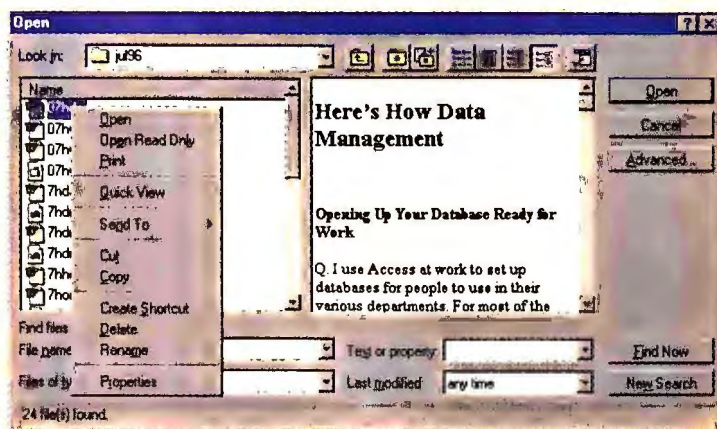 Open
Look in: jul96
Name
07h
07h
07h
07h
7hd
7hd
7hd
7hd
7hh
7hoi
Open
Open Read Only
Print
Quick View
Send To
Cut
Copy
Create Shortcut
Delete
Rename
Properties
Here's How Data
Management
Opening Up Your Database Ready for
Work
Q. I use Access at work to set up
databases for people to use in their
various departments. For most of the
Open
Cancel
Advanced...
Find files
File name
Text or property:
Find Now
Files of ty
Last modified any time
New Search
24 file(s) found.